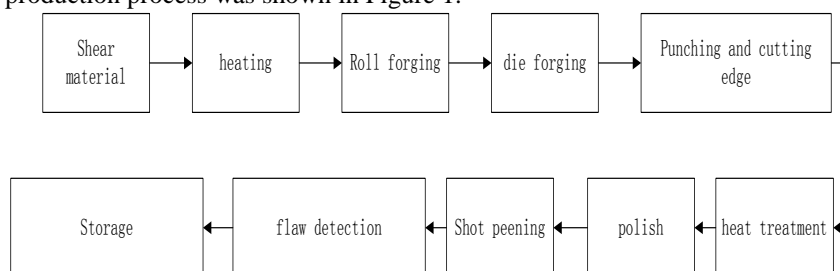 production process was shown in Figure 1.
Shear
material
heating
Roll forging
die forging
Punching and cutting
edge
Storage
flaw detection
Shot peening
polish
heat treatment